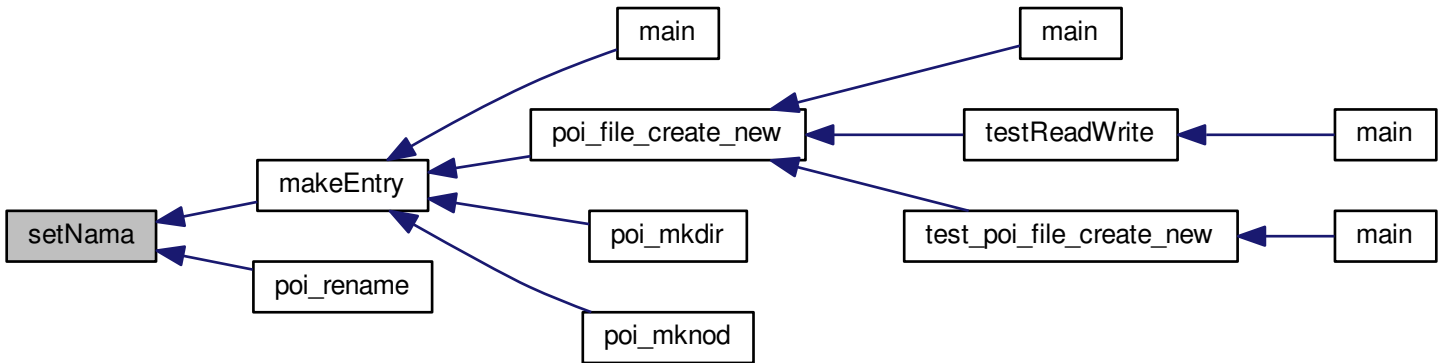 main
main
poi_file_create_new
testReadWrite
main
makeEntry
setNama
poi_mkdir
test_poi_file_create_new
main
poi_rename
poi_mknod